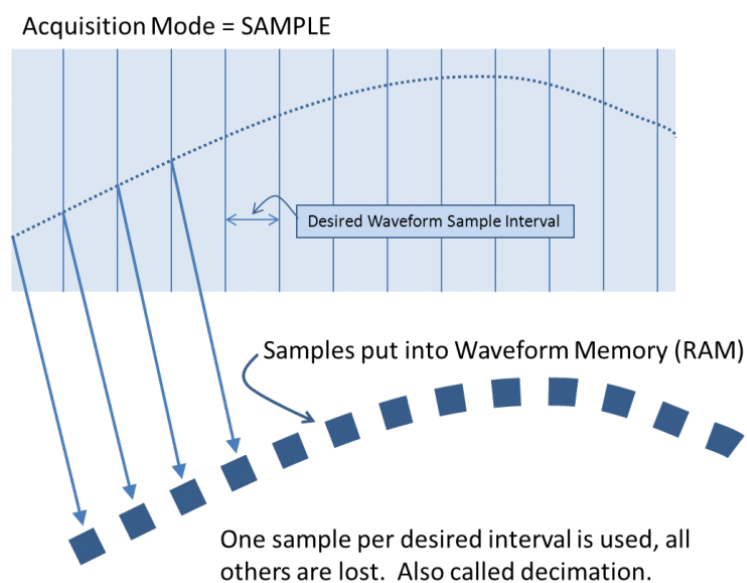 Acquisition Mode = SAMPLE
Desired Waveform Sample Interval
Samples put into Waveform Memory (RAM)
One sample per desired interval is used, all
others are lost.  Also called decimation.